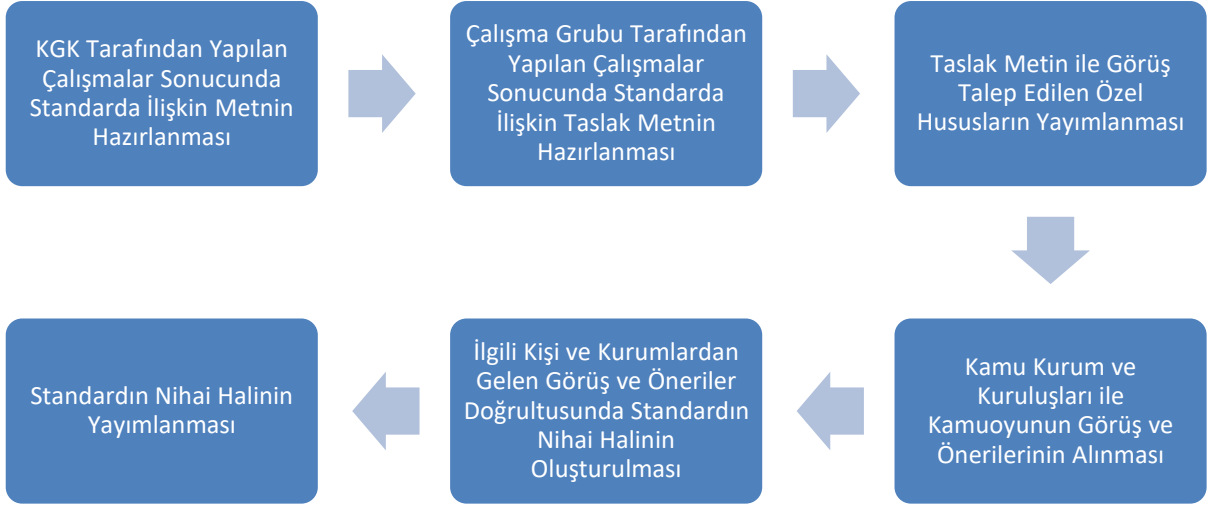 KGK Tarafından Yapılan
Çalışmalar Sonucunda
Standarda İlişkin Metnin
Hazırlanması
Çalışma Grubu Tarafından
Yapılan Çalışmalar
Sonucunda Standarda
İlişkin Taslak Metnin
Hazırlanması
Taslak Metin ile Görüş
Talep Edilen Özel
Hususların Yayımlanması
Kamu Kurum ve
Kuruluşları ile
Kamuoyunun Görüş ve
Önerilerinin Alınması
İlgili Kişi ve Kurumlardan
Gelen Görüş ve Öneriler
Doğrultusunda Standardın
Nihai Halinin
Oluşturulması
Standardın Nihai Halinin
Yayımlanması